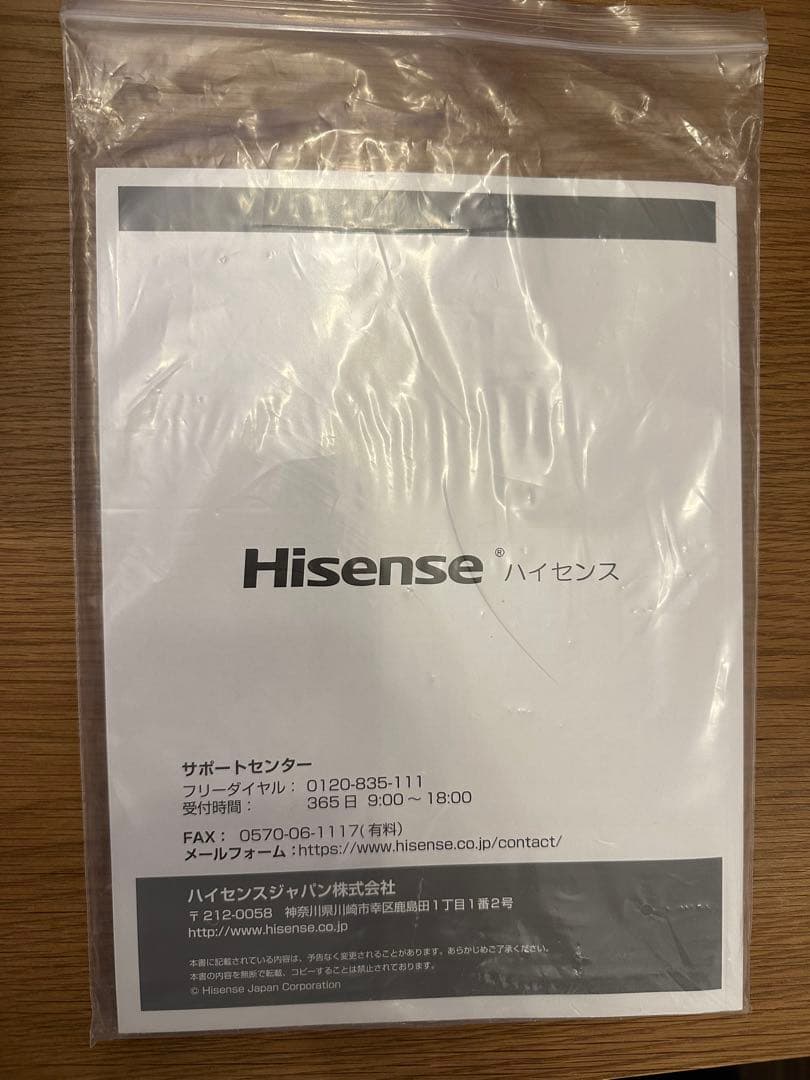 Hisense® ハイセンス
サポートセンター
フリーダイヤル： 0120-835-111
受付時間： 365日 9:00～18:00
FAX： 0570-06-1117(有料)
メールフォーム：https://www.hisense.co.jp/contact/
ハイセンスジャパン株式会社
〒212-0058 神奈川県川崎市幸区鹿島田1丁目1番2号
http://www.hisense.co.jp
本書に記載されている内容は、予告なく変更されることがあります。あらかじめご了承ください。
本書の内容を無断で転載、コピーすることは禁止されております。
© Hisense Japan Corporation